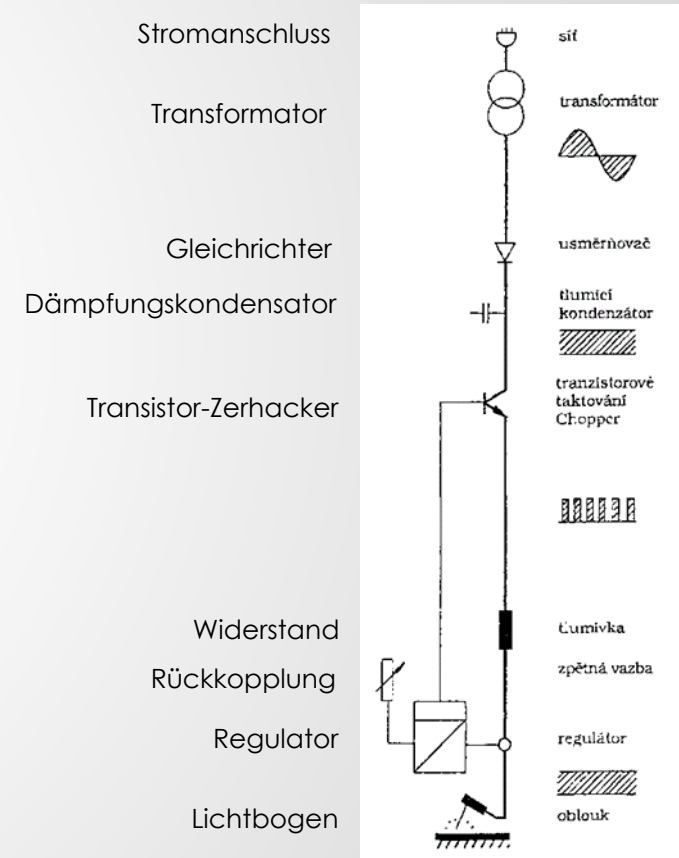 Stromanschluss
síť
Transformator
transformátor
Gleichrichter
usměrňovač
Dämpfungskondensator
tlumicí
kondenzátor
Transistor-Zerhacker
tranzistorové
taktování
Chopper
Widerstand
tlumivka
Rückkopplung
zpětná vazba
Regulator
regulátor
Lichtbogen
oblouk